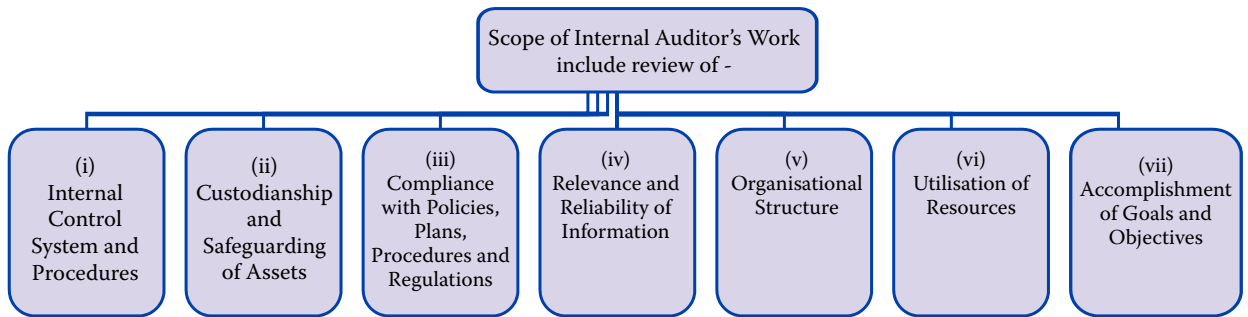 Scope of Internal Auditor’s Work
include review of -
(i)
Internal
Control
System and
Procedures
(ii)
Custodianship
and
Safeguarding
of Assets
(iii)
Compliance
with Policies,
Plans,
Procedures and
Regulations
(iv)
Relevance and
Reliability of
Information
(v)
Organisational
Structure
(vi)
Utilisation of
Resources
(vii)
Accomplishment
of Goals and
Objectives